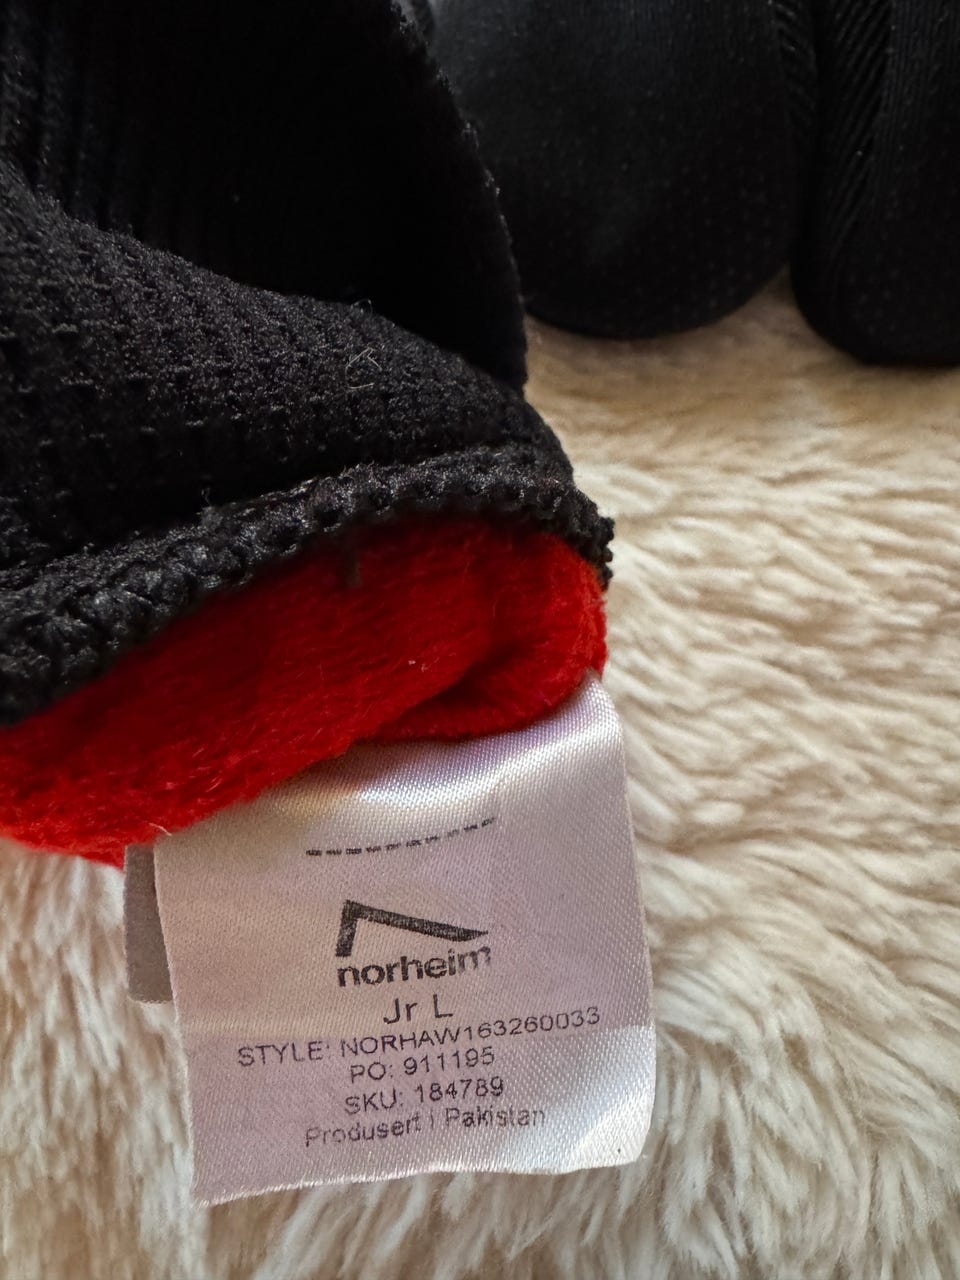 norheim
Jr L
STYLE: NORHAW163260033
PO: 911195
SKU: 184789
Produsert i Pakistan